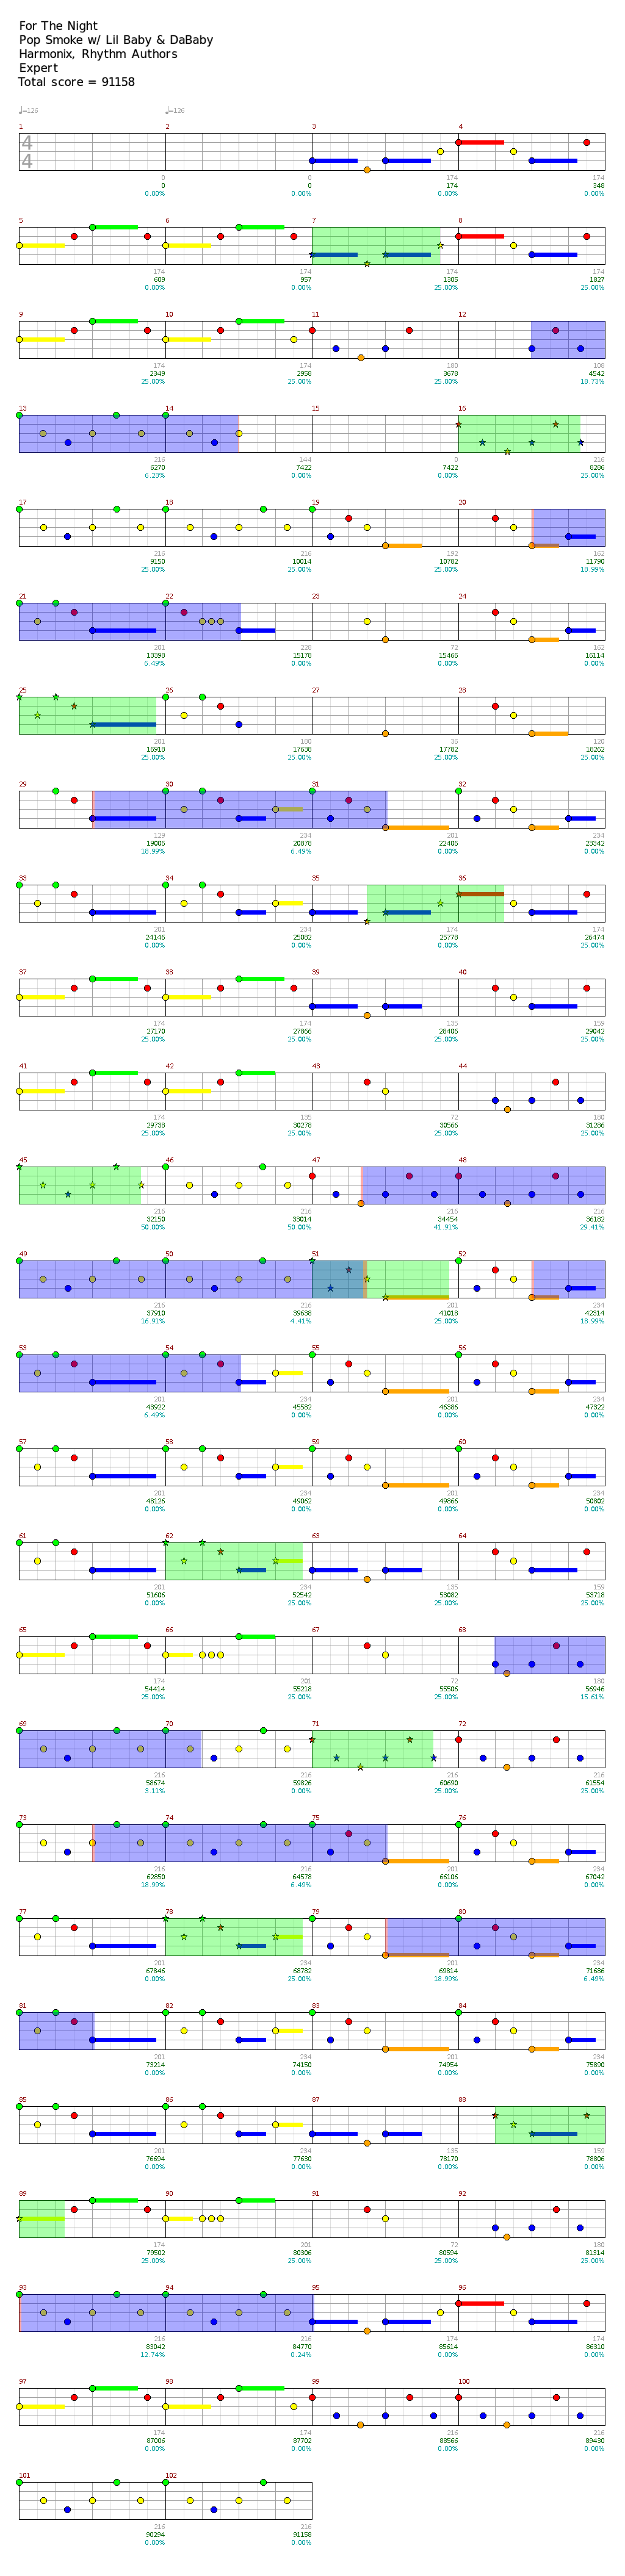 For The Night
Pop Smoke w/ Lil Baby & DaBaby
Harmonix, Rhythm Authors
Expert
Total score = 91158
♩=126 ♩=126
1 2 3 4
4
4
0 0 174 174
0 0 174 348
0.00% 0.00% 0.00% 0.00%
5 6 7 8
174 174 174 174
609 957 1305 1827
0.00% 0.00% 25.00% 25.00%
9 10 11 12
174 174 180 108
2349 2958 3678 4542
25.00% 25.00% 25.00% 18.73%
13 14 15 16
216 144 0 216
6270 7422 7422 8286
6.23% 0.00% 0.00% 25.00%
17 18 19 20
216 216 192 162
9150 10014 10782 11790
25.00% 25.00% 25.00% 18.99%
21 22 23 24
201 228 72 162
13398 15178 15466 16114
6.49% 0.00% 0.00% 0.00%
25 26 27 28
201 180 36 120
16918 17638 17782 18262
25.00% 25.00% 25.00% 25.00%
29 30 31 32
129 234 201 234
19006 20878 22406 23342
18.99% 6.49% 0.00% 0.00%
33 34 35 36
201 234 174 174
24146 25082 25778 26474
0.00% 0.00% 25.00% 25.00%
37 38 39 40
174 174 135 159
27170 27866 28406 29042
25.00% 25.00% 25.00% 25.00%
41 42 43 44
174 135 72 180
29738 30278 30566 31286
25.00% 25.00% 25.00% 25.00%
45 46 47 48
216 216 216 216
32150 33014 34454 36182
50.00% 50.00% 41.91% 29.41%
49 50 51 52
216 216 201 234
37910 39638 41018 42314
16.91% 4.41% 25.00% 18.99%
53 54 55 56
201 234 201 234
43922 45582 46386 47322
6.49% 0.00% 0.00% 0.00%
57 58 59 60
201 234 201 234
48126 49062 49866 50802
0.00% 0.00% 0.00% 0.00%
61 62 63 64
201 234 135 159
51606 52542 53082 53718
0.00% 25.00% 25.00% 25.00%
65 66 67 68
174 201 72 180
54414 55218 55506 56946
25.00% 25.00% 25.00% 15.61%
69 70 71 72
216 216 216 216
58674 59826 60690 61554
3.11% 0.00% 25.00% 25.00%
73 74 75 76
216 216 201 234
62850 64578 66106 67042
18.99% 6.49% 0.00% 0.00%
77 78 79 80
201 234 201 234
67846 68782 69814 71686
0.00% 25.00% 18.99% 6.49%
81 82 83 84
201 234 201 234
73214 74150 74954 75890
0.00% 0.00% 0.00% 0.00%
85 86 87 88
201 234 135 159
76694 77630 78170 78806
0.00% 0.00% 0.00% 0.00%
89 90 91 92
174 201 72 180
79502 80306 80594 81314
25.00% 25.00% 25.00% 25.00%
93 94 95 96
216 216 174 174
83042 84770 85614 86310
12.74% 0.24% 0.00% 0.00%
97 98 99 100
174 174 216 216
87006 87702 88566 89430
0.00% 0.00% 0.00% 0.00%
101 102
216 216
90294 91158
0.00% 0.00%